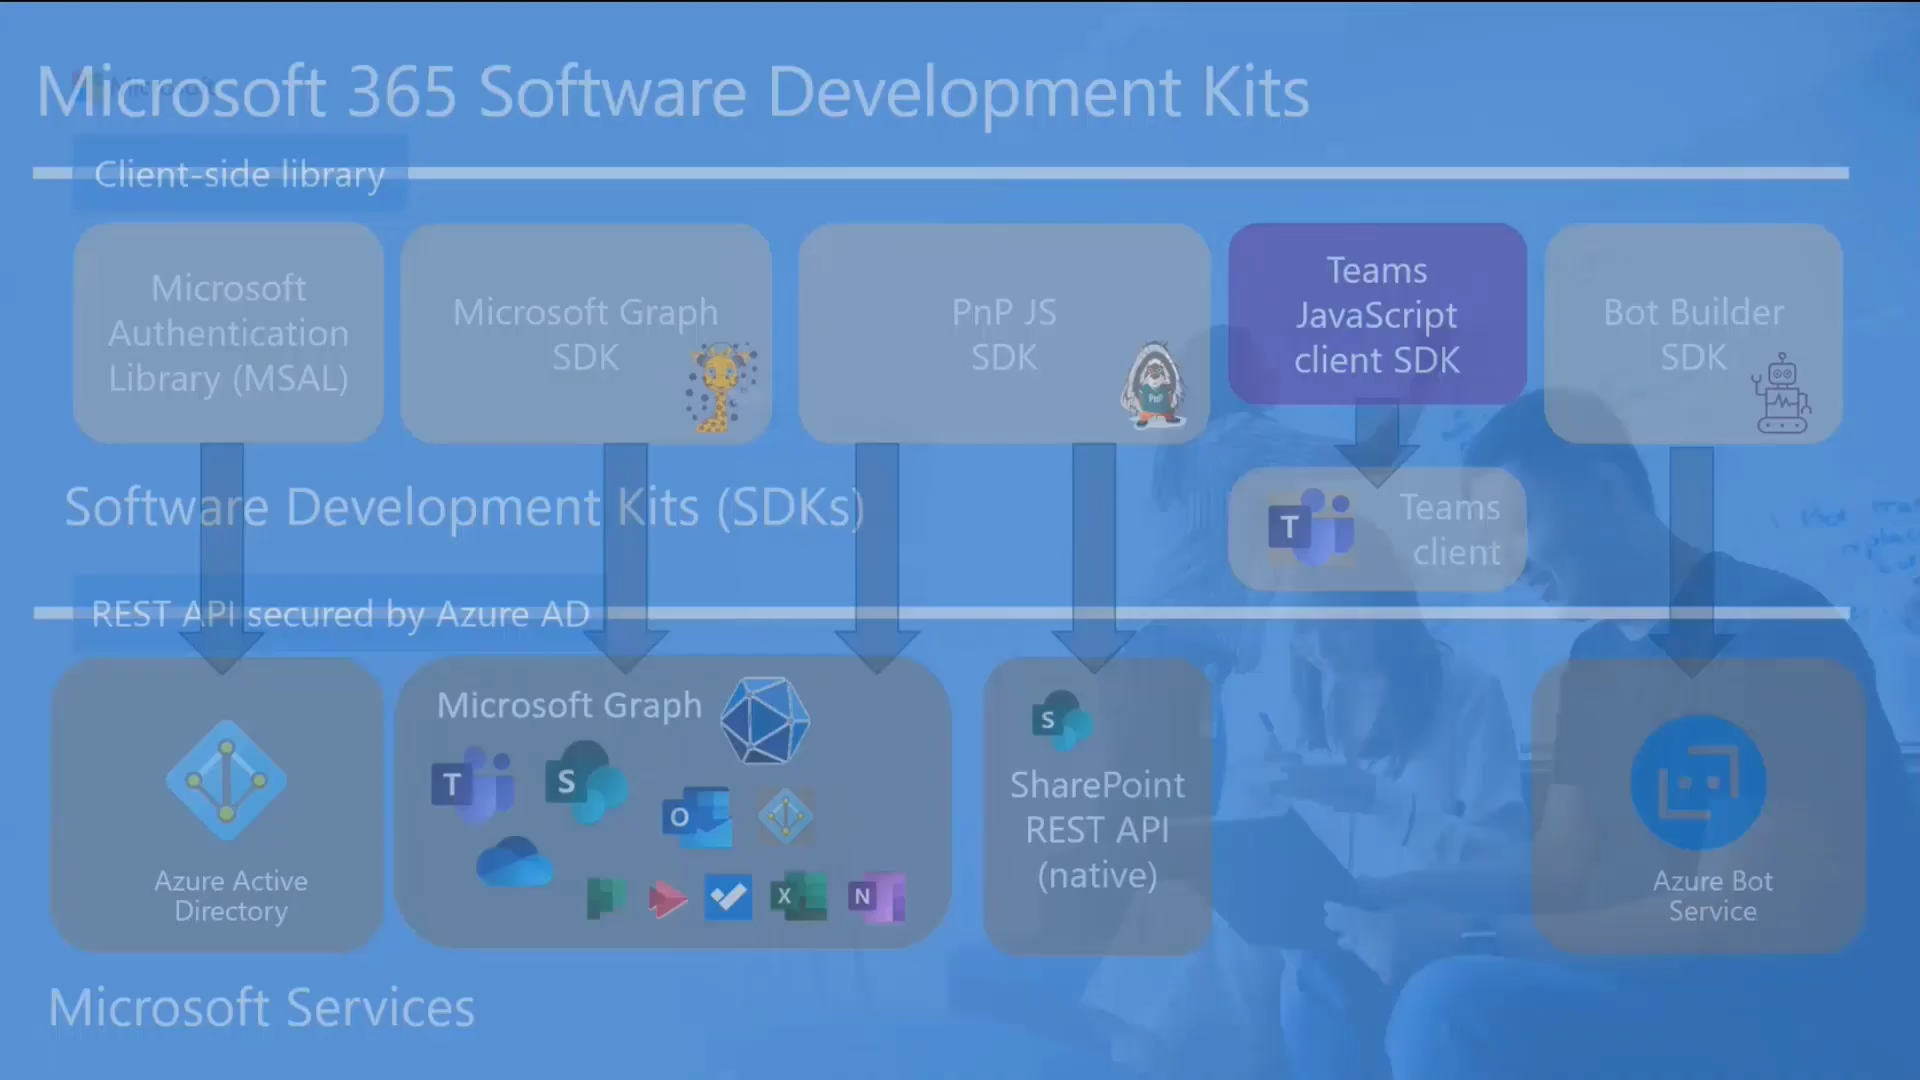 Microsoft 365 Software Development Kits
Client-side library
Microsoft
Authentication
Library (MSAL)
Microsoft Graph
SDK
PnP JS
SDK
PnP
Teams
JavaScript
client SDK
Bot Builder
SDK
Software Development Kits (SDKs)
T
Teams
client
REST API secured by Azure AD
Azure Active
Directory
Microsoft Graph
T
S
O
X
N
S
SharePoint
REST API
(native)
Azure Bot
Service
Microsoft Services